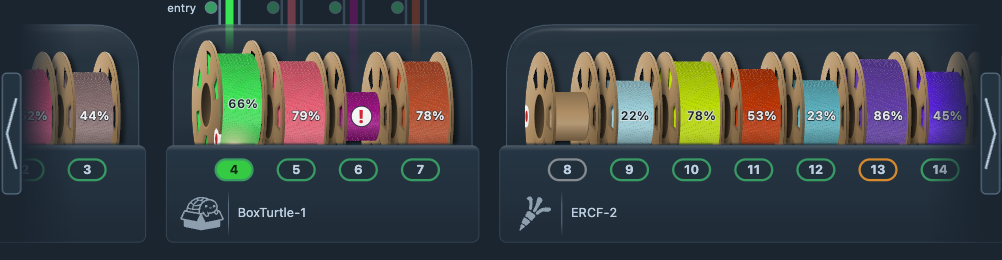 entry
2% 44% 66% 79% ! 78% 22% 78% 53% 23% 86% 45%
2 3 4 5 6 7 8 9 10 11 12 13 14
BoxTurtle-1 ERCF-2